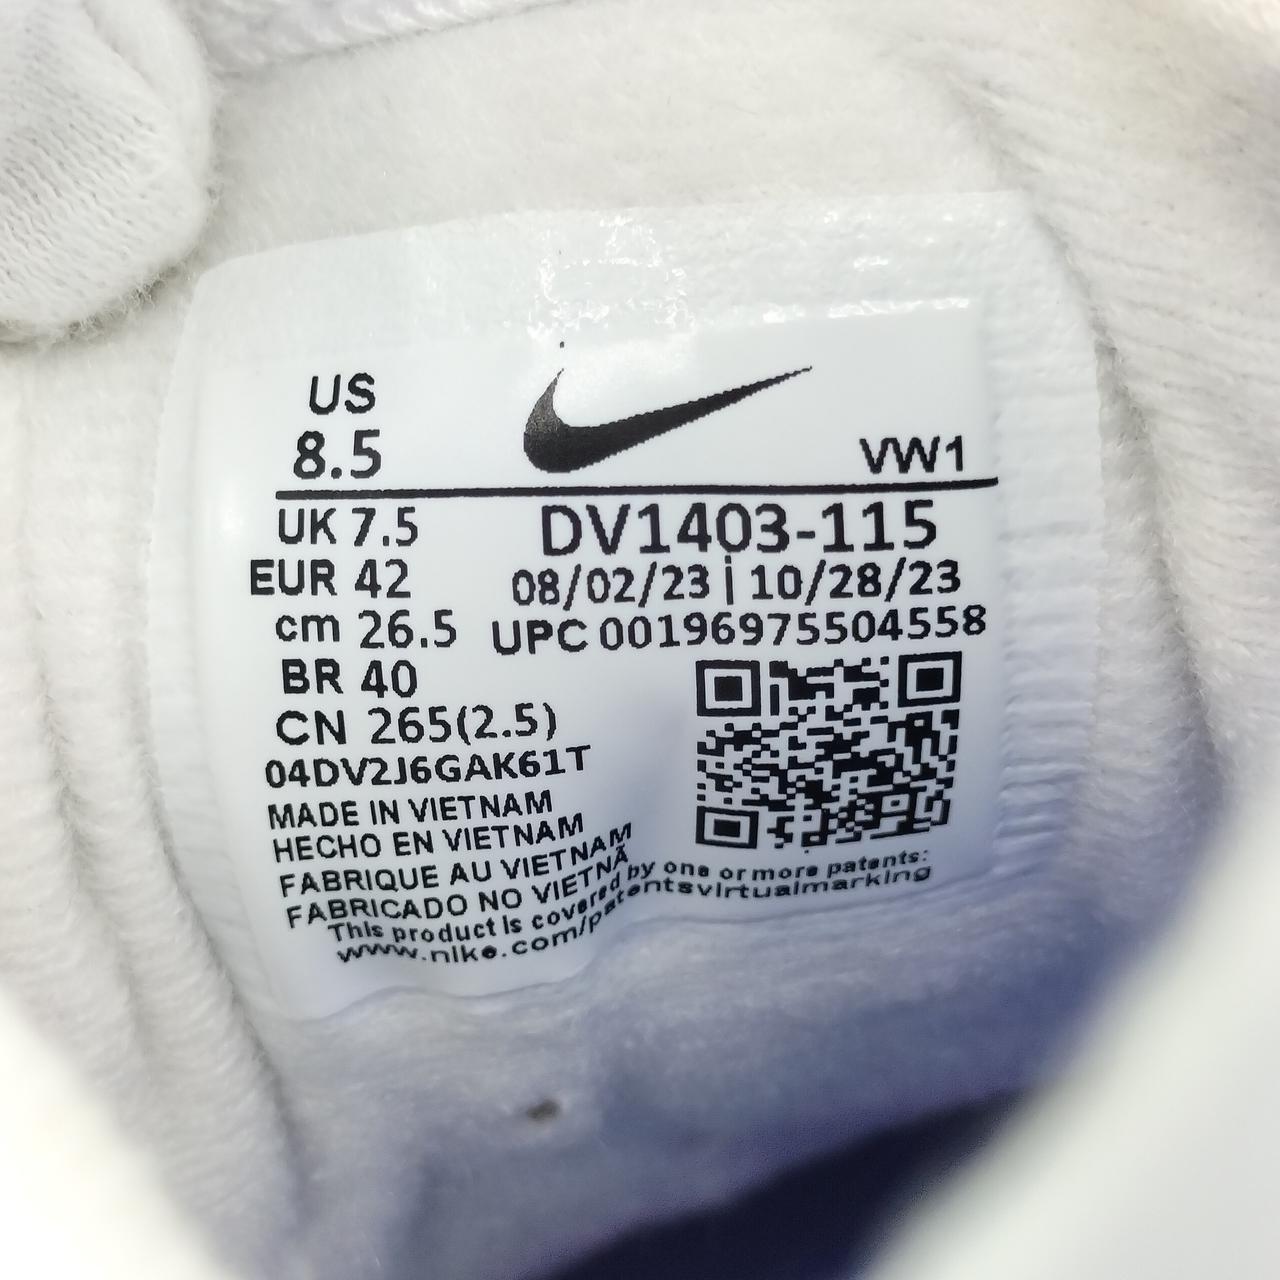 US
8.5
VW1
UK 7.5
DV1403-115
EUR 42
08/02/23 | 10/28/23
cm 26.5
UPC 00196975504558
BR 40
CN 265(2.5)
04DV2J6GAK61T
MADE IN VIETNAM
HECHO EN VIETNAM
FABRIQUE AU VIETNAM
FABRICADO NO VIETNÃ
This product is covered by one or more patents:
www.nike.com/patentsvirtualmarking